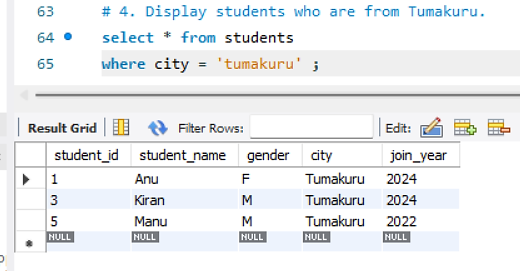 63 # 4. Display students who are from Tumakuru.
64 select * from students
65 where city = 'tumakuru' ;
Result Grid Filter Rows: Edit:
student_id student_name gender city join_year
1 Anu F Tumakuru 2024
3 Kiran M Tumakuru 2024
5 Manu M Tumakuru 2022
NULL NULL NULL NULL NULL